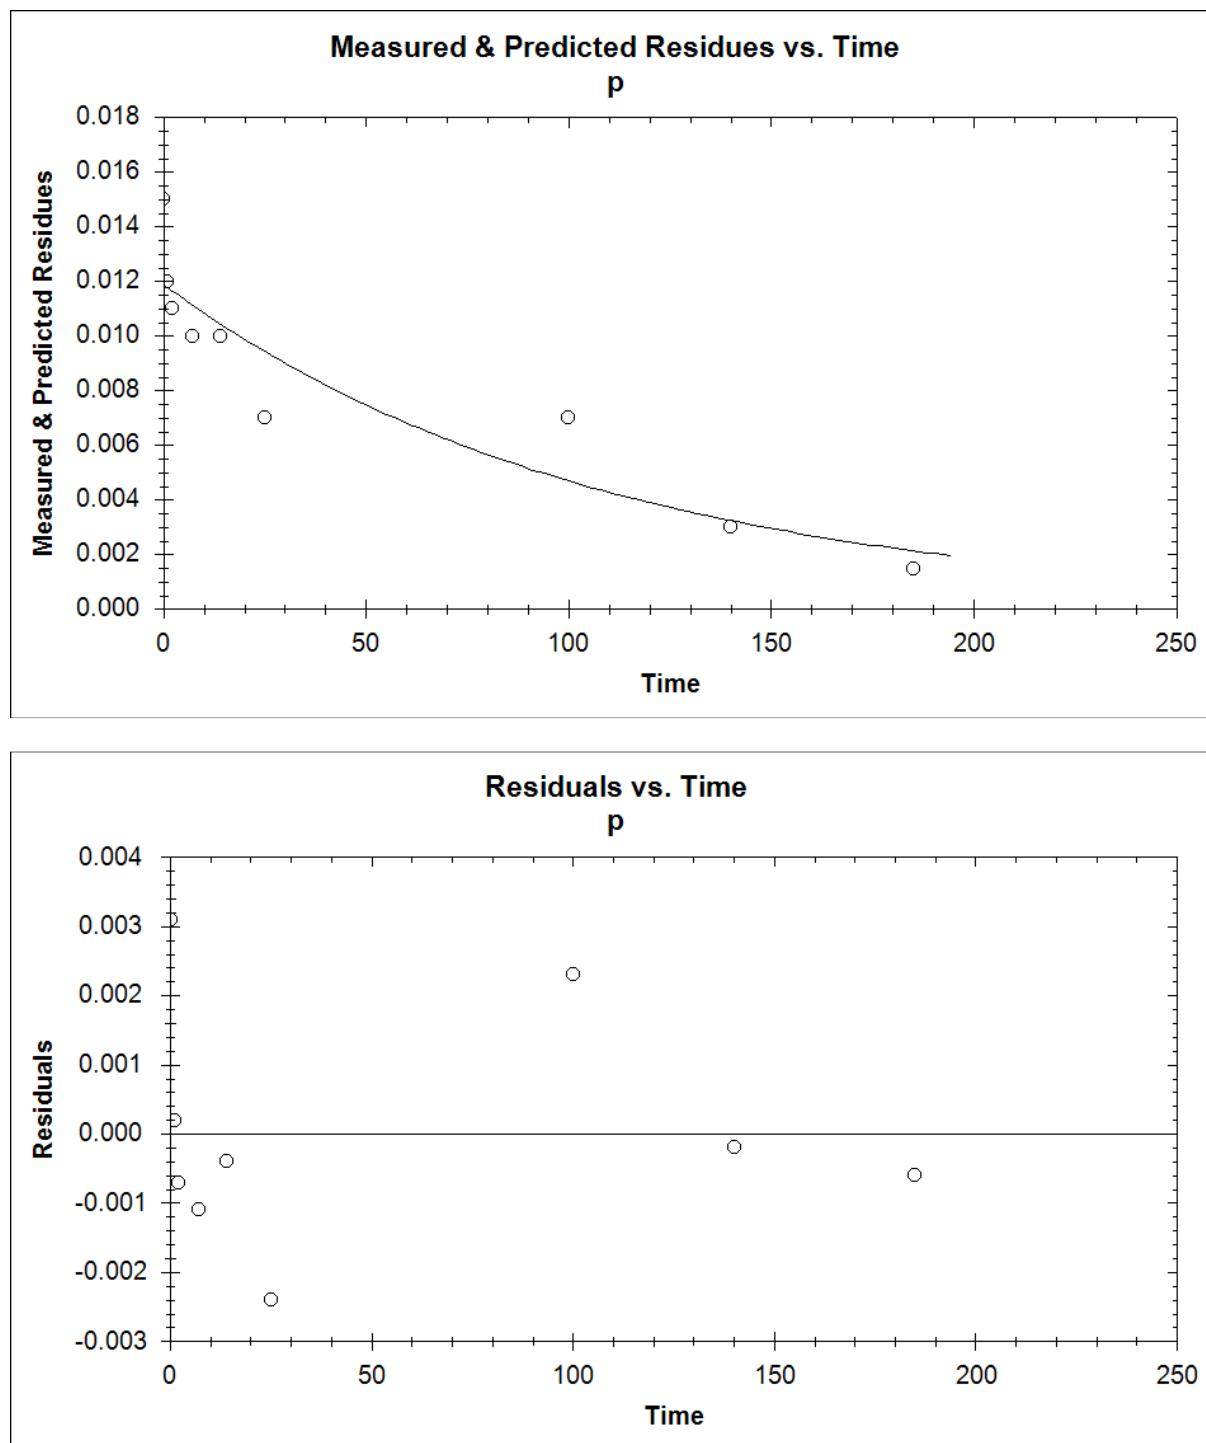 Measured & Predicted Residues vs. Time
p
Measured & Predicted Residues
0.018
0.016
0.014
0.012
0.010
0.008
0.006
0.004
0.002
0.000
0 50 100 150 200 250
Time
Residuals vs. Time
p
Residuals
0.004
0.003
0.002
0.001
0.000
-0.001
-0.002
-0.003
0 50 100 150 200 250
Time